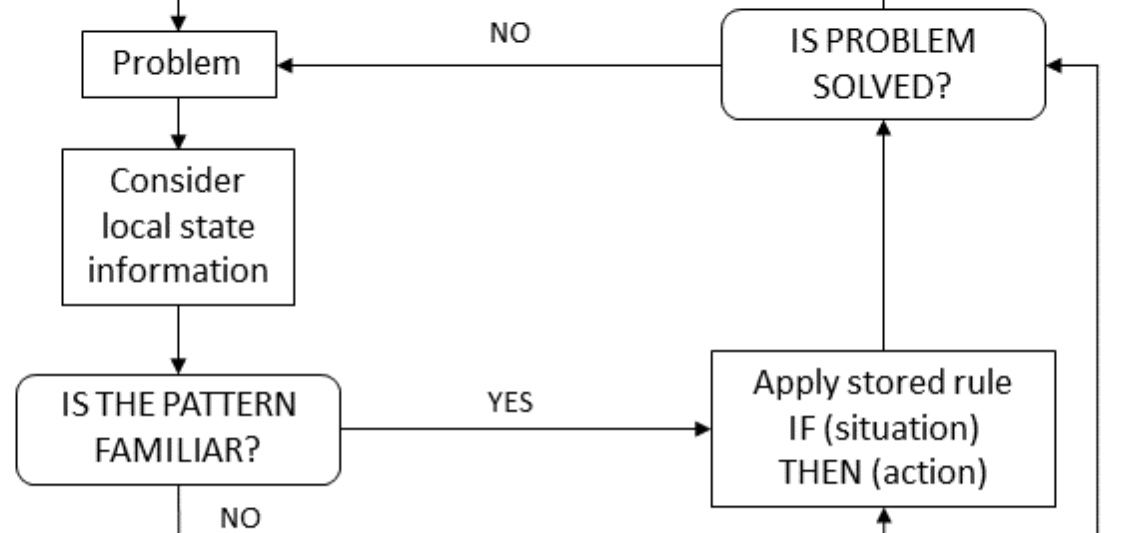 NO
IS PROBLEM
SOLVED?
Problem
Consider
local state
information
IS THE PATTERN
FAMILIAR?
YES
Apply stored rule
IF (situation)
THEN (action)
NO